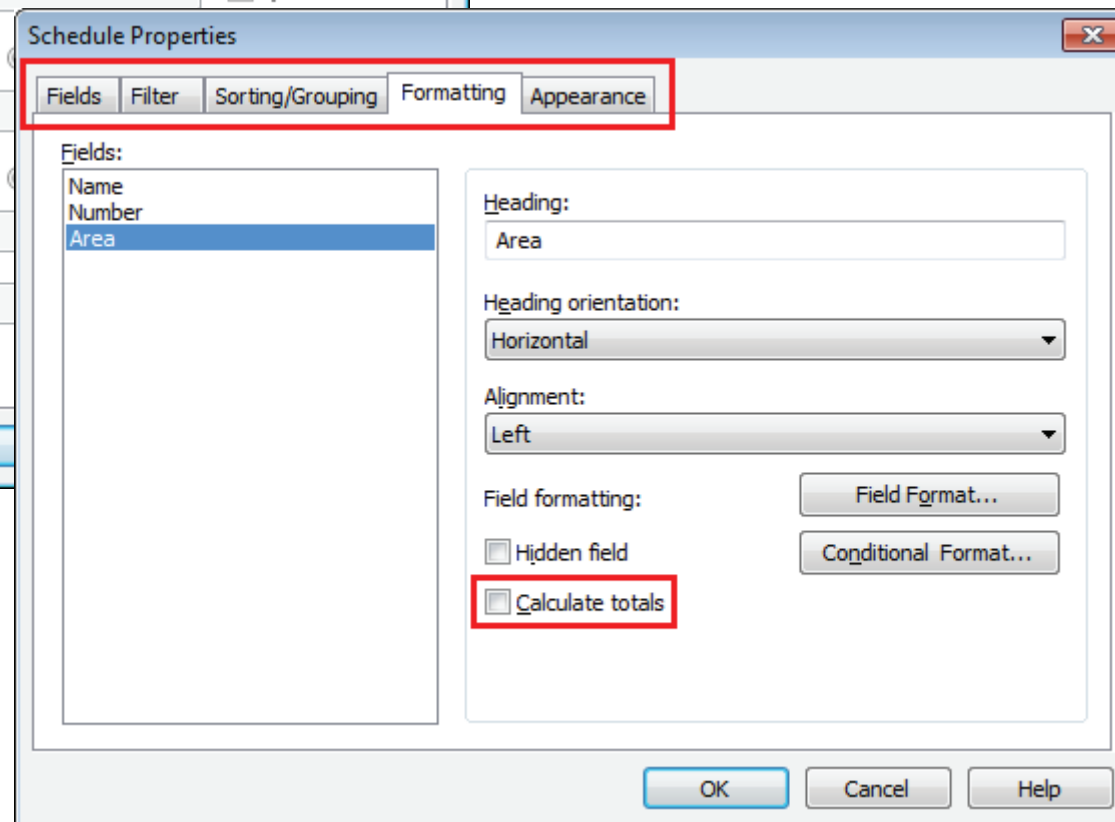 Schedule Properties
Fields Filter Sorting/Grouping Formatting Appearance
Fields:
Name
Number
Area
Heading:
Area
Heading orientation:
Horizontal
Alignment:
Left
Field formatting:
Field Format...
Hidden field
Conditional Format...
Calculate totals
OK Cancel Help